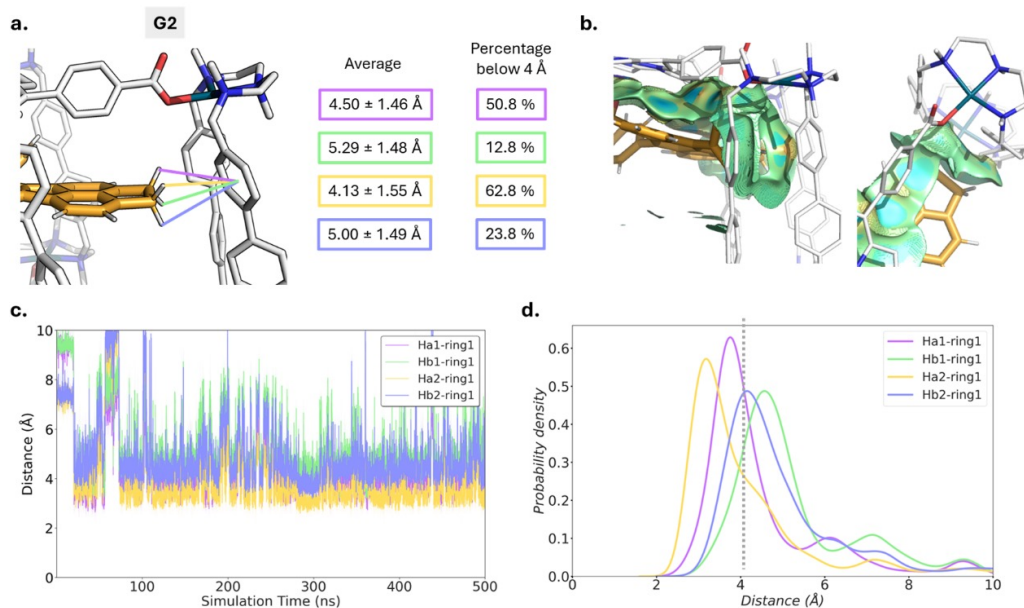 a.
G2
b.
Average
Percentage
below 4 Å
4.50 ± 1.46 Å
50.8 %
5.29 ± 1.48 Å
12.8 %
4.13 ± 1.55 Å
62.8 %
5.00 ± 1.49 Å
23.8 %
c.
10
8
6
4
2
0
Distance (Å)
100
200
300
400
500
Simulation Time (ns)
Ha1-ring1
Hb1-ring1
Ha2-ring1
Hb2-ring1
d.
0.6
0.5
0.4
0.3
0.2
0.1
0.0
Probability density
0
2
4
6
8
10
Distance (Å)
Ha1-ring1
Hb1-ring1
Ha2-ring1
Hb2-ring1